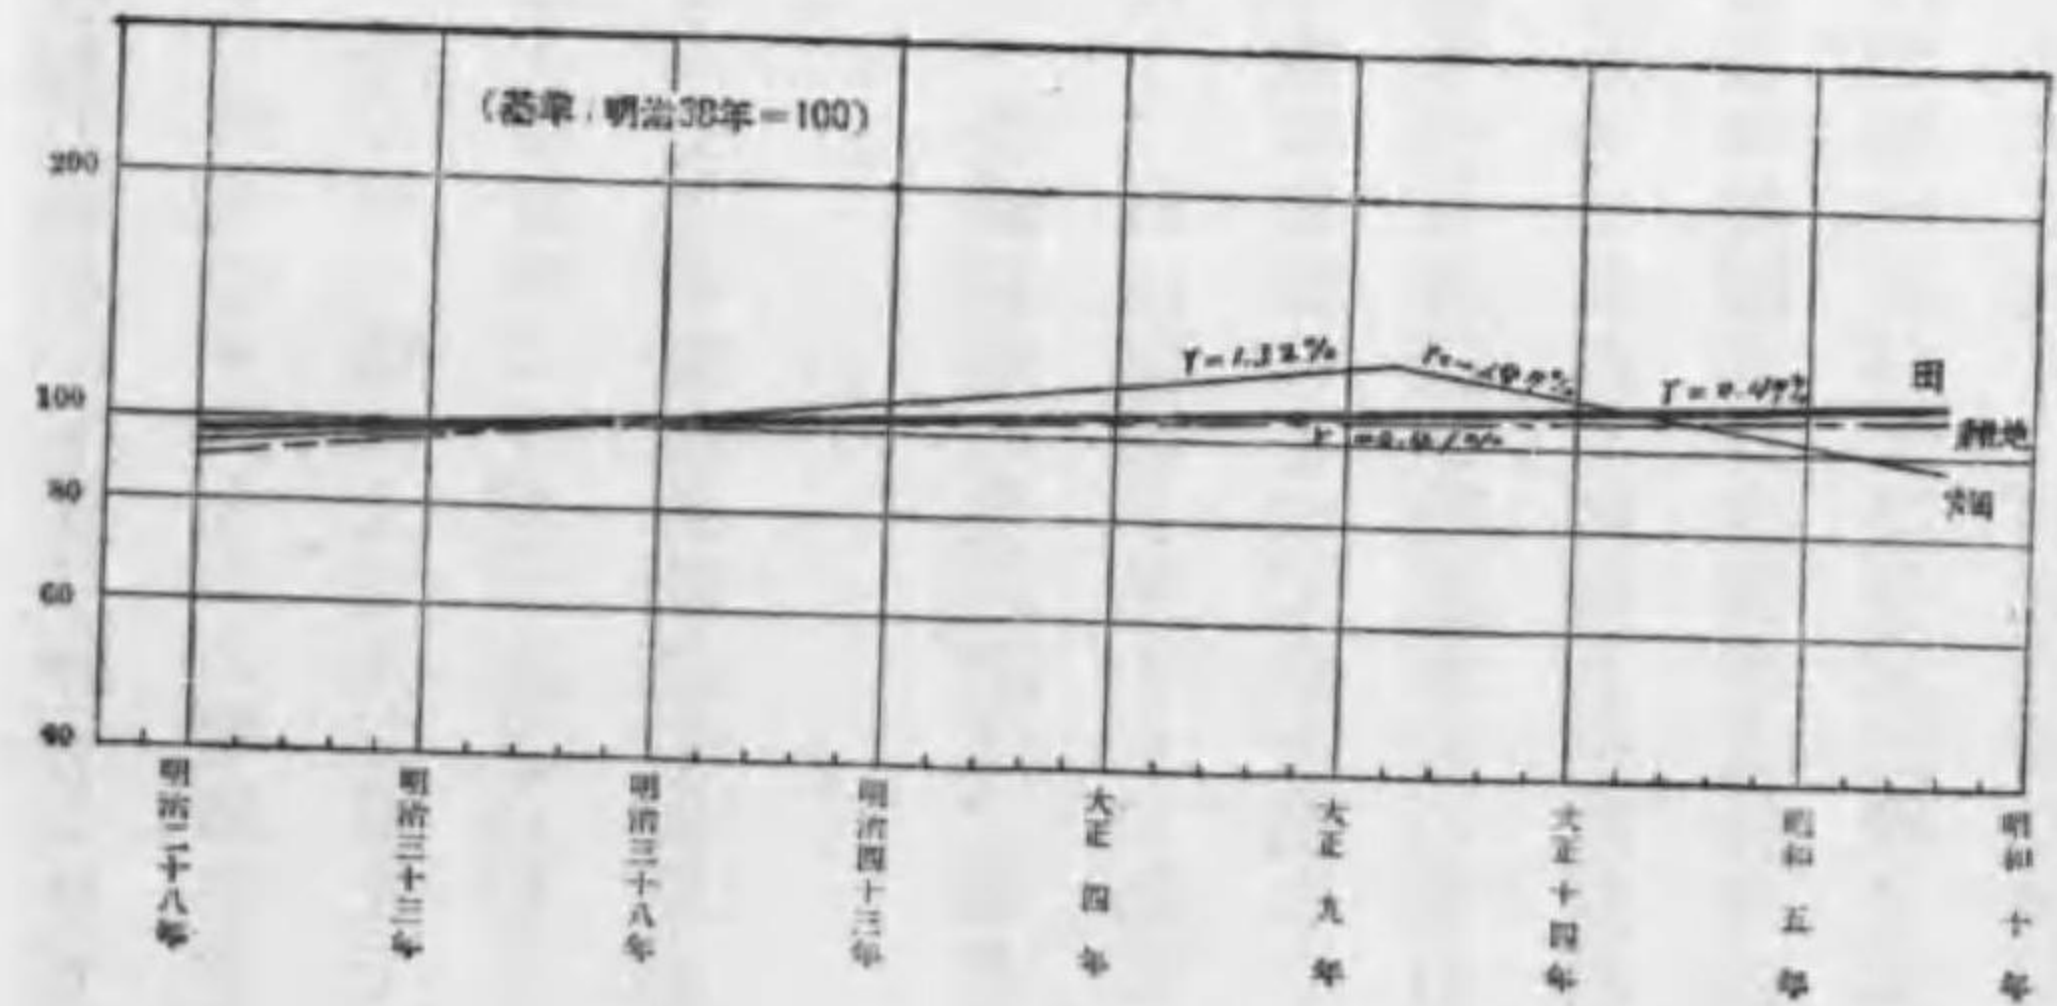 (基準, 明治38年=100)
200
100
80
60
40
r=1.32%
田
明治二十八年
明治三十三年
明治三十八年
明治四十三年
大正四年
大正九年
大正十四年
昭和五年
昭和十年